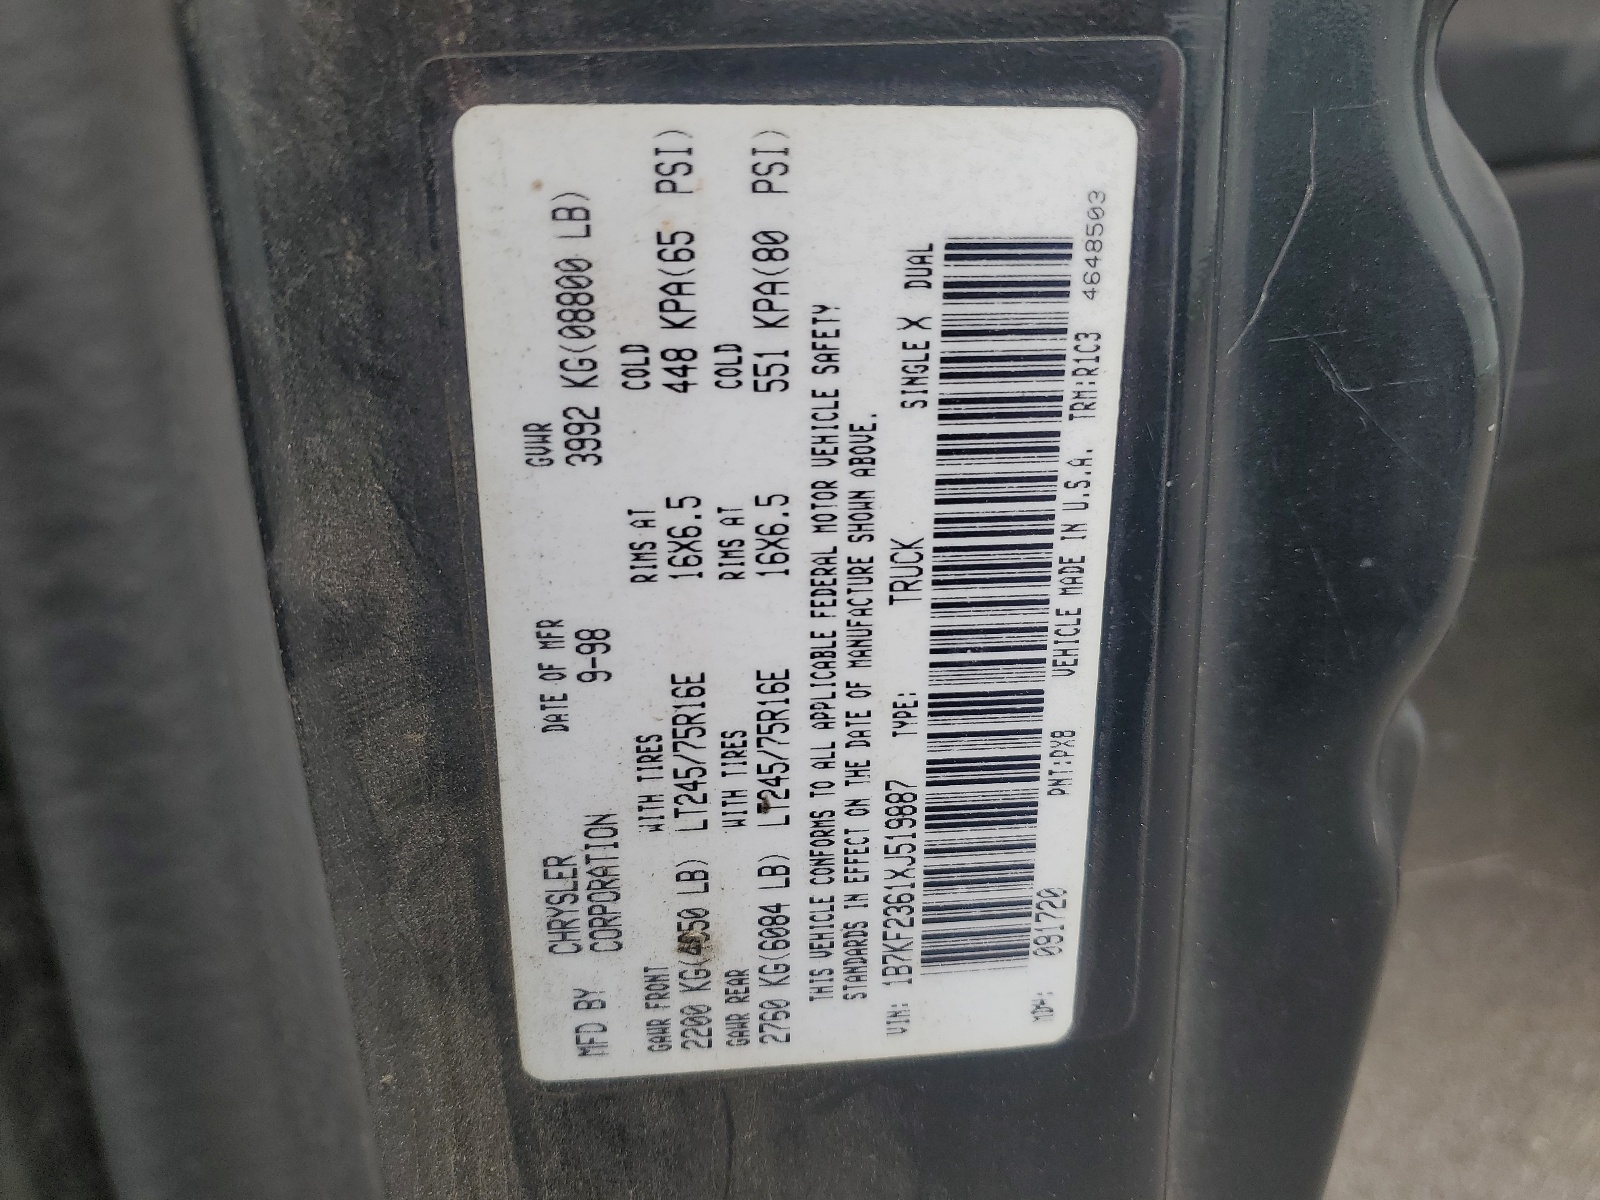 MFD BY CHRYSLER CORPORATION
DATE OF MFR 9-98
GVWR 3992 KG(08800 LB)
GAWR FRONT WITH TIRES RIMS AT COLD
2200 KG(4850 LB) LT245/75R16E 16X6.5 448 KPA(65 PSI)
GAWR REAR WITH TIRES RIMS AT COLD
2760 KG(6084 LB) LT245/75R16E 16X6.5 551 KPA(80 PSI)
THIS VEHICLE CONFORMS TO ALL APPLICABLE FEDERAL MOTOR VEHICLE SAFETY
STANDARDS IN EFFECT ON THE DATE OF MANUFACTURE SHOWN ABOVE.
VIN: 1B7KF2361XJ519887 TYPE: TRUCK SINGLE X DUAL
MDH: 091720 PNT:PX8 VEHICLE MADE IN U.S.A. TRM:R1C3 4648503